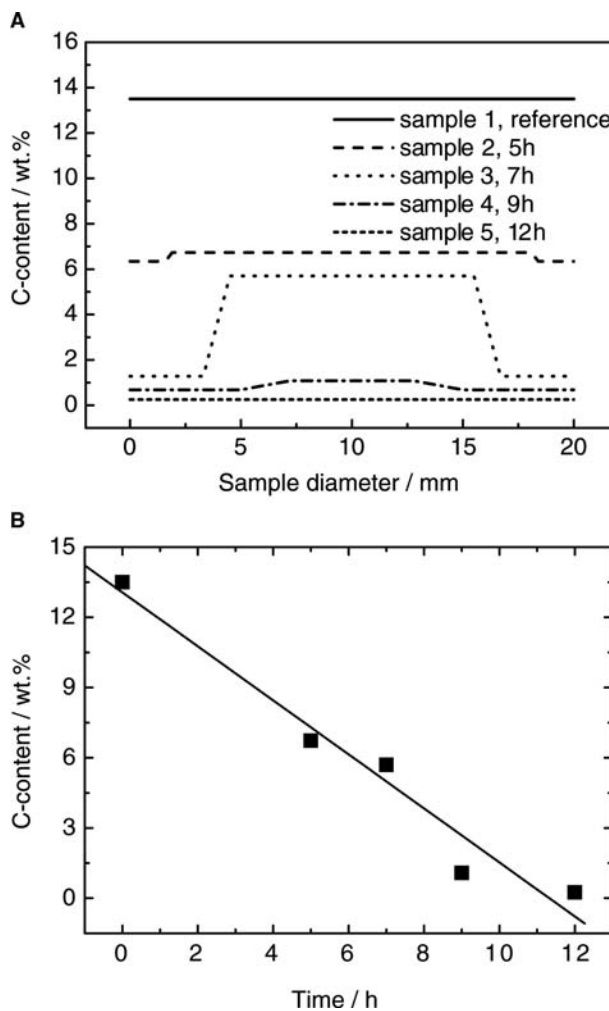 A
16
14
12
10
8
6
4
2
0
C-content / wt.%
sample 1, reference
sample 2, 5h
sample 3, 7h
sample 4, 9h
sample 5, 12h
0 5 10 15 20
Sample diameter / mm
B
15
12
9
6
3
0
C-content / wt.%
0 2 4 6 8 10 12
Time / h